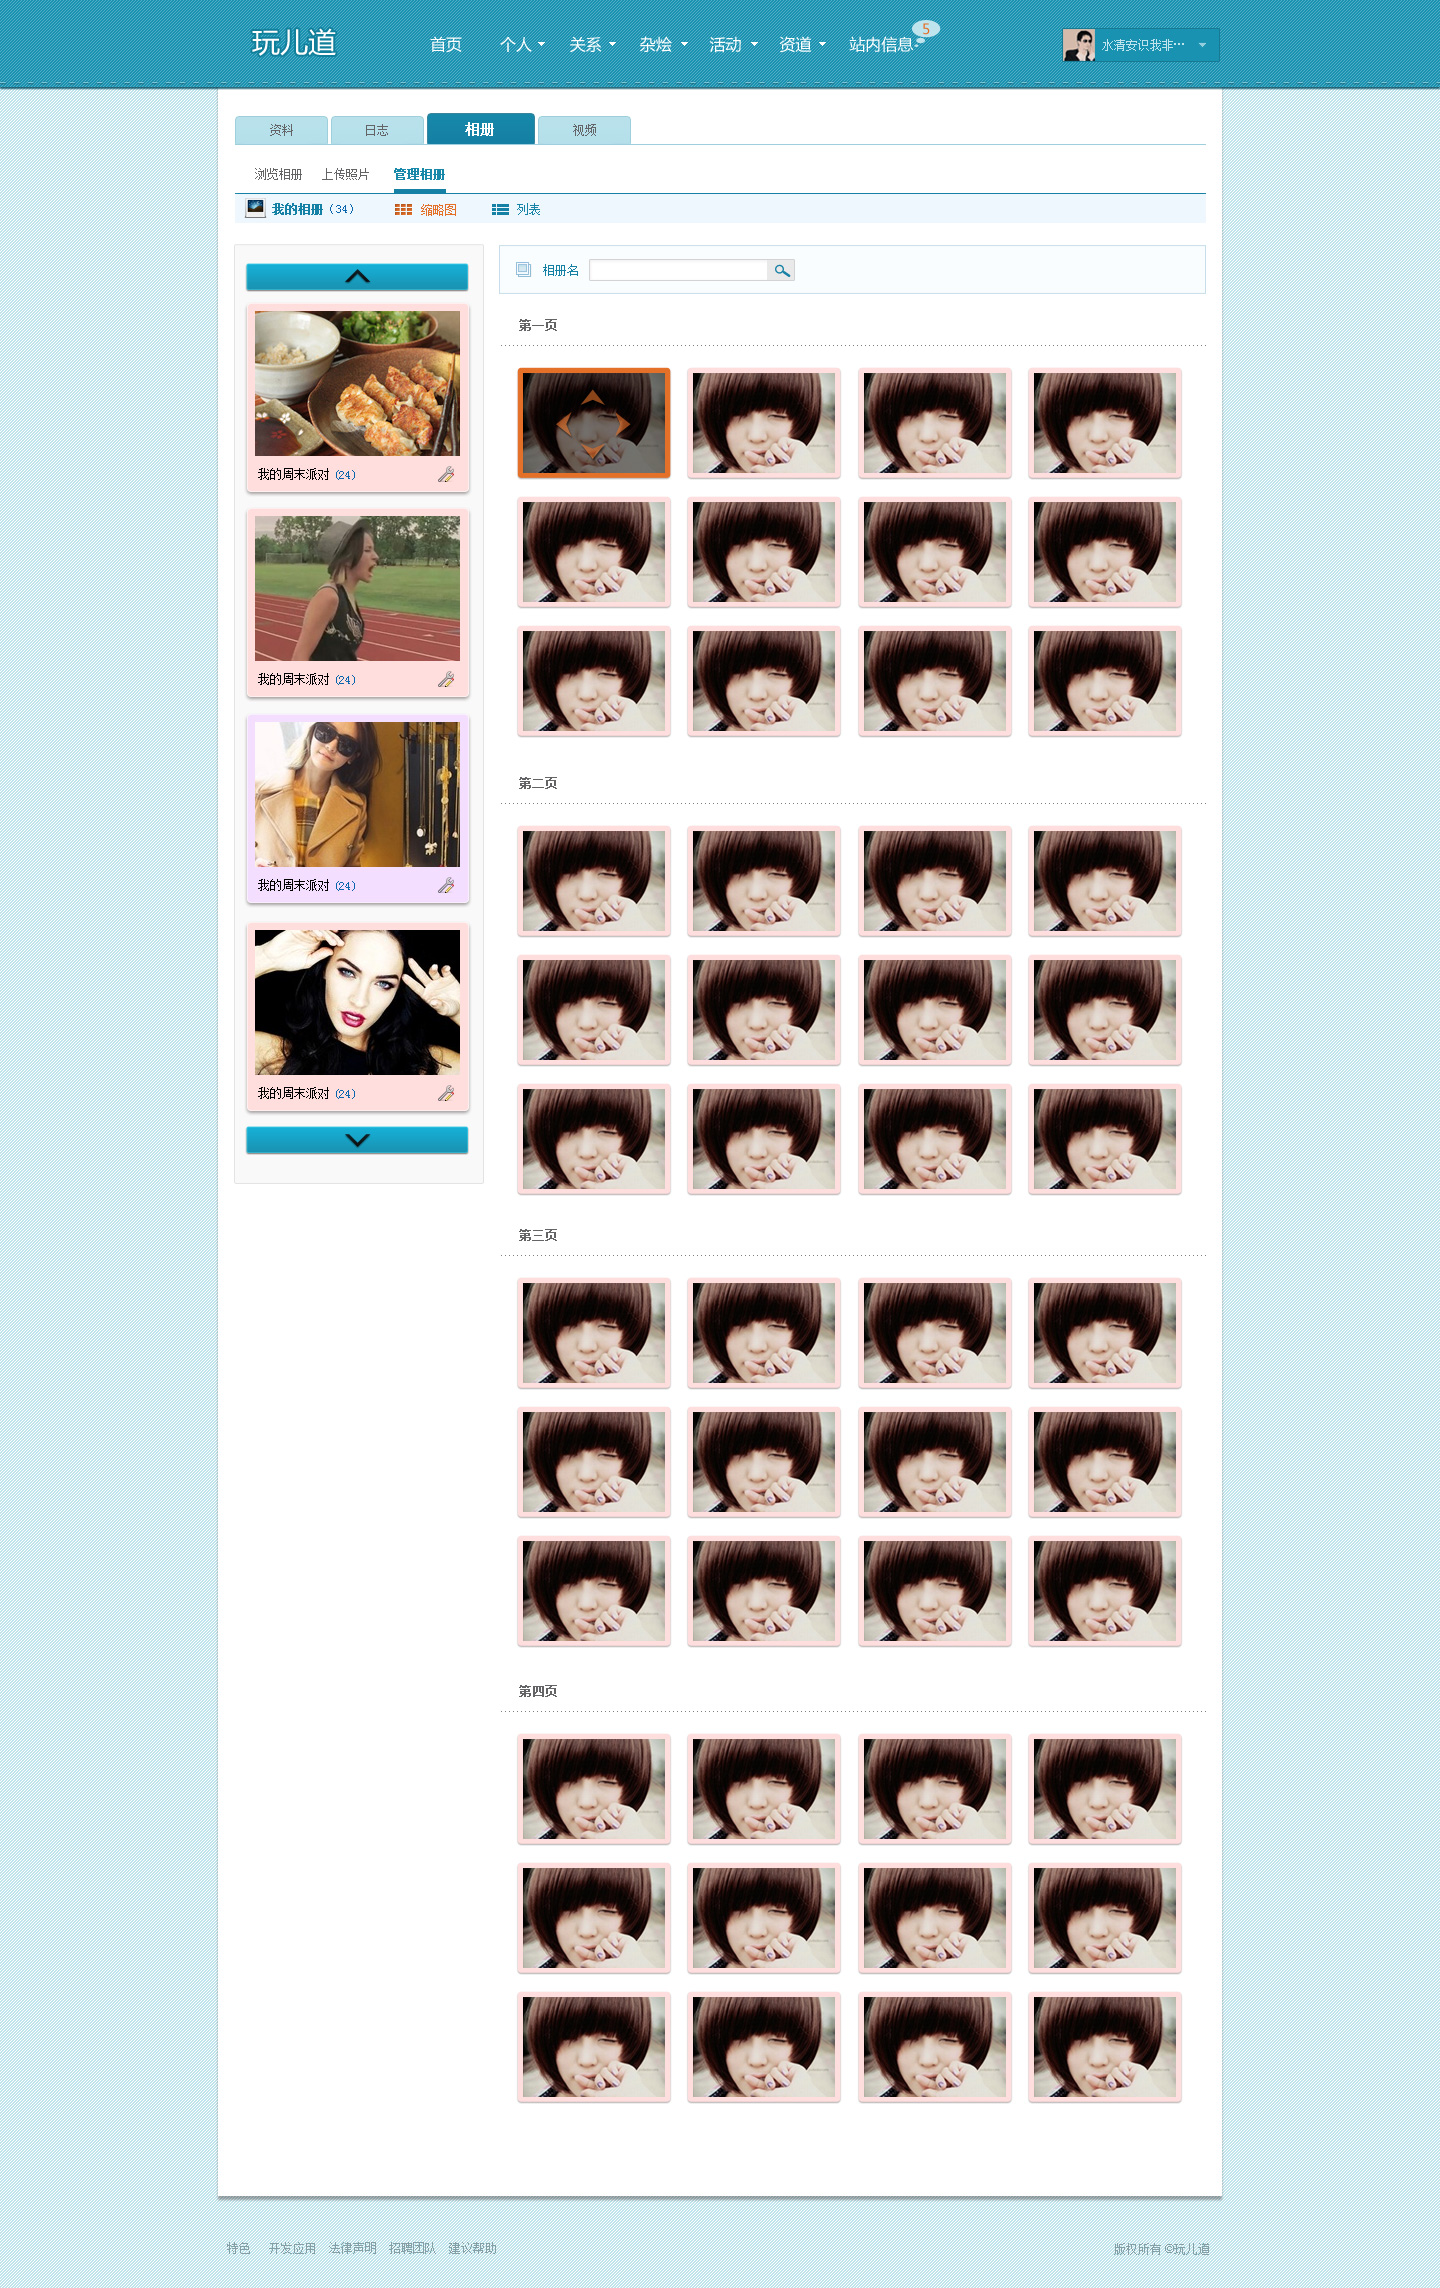 玩儿道 首页 个人 关系 杂烩 活动 资道 站内信息 5 水清安识我非…
资料 日志 相册 视频
浏览相册 上传照片 管理相册
我的相册（34） 缩略图 列表
相册名
第一页
我的周末派对 (24)
我的周末派对 (24)
第二页
我的周末派对 (24)
我的周末派对 (24)
第三页
第四页
特色 开发应用 法律声明 招聘团队 建议帮助 版权所有 ©玩儿道